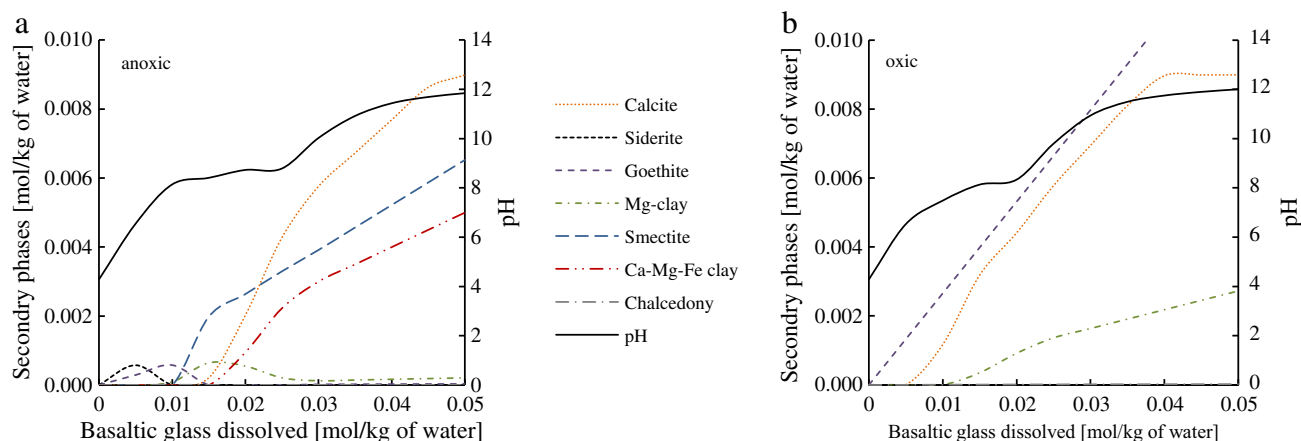 a
0.010
0.008
0.006
0.004
0.002
0.000
Secondry phases [mol/kg of water]
anoxic
14
12
10
8
6
4
2
0
pH
0
0.01
0.02
0.03
0.04
0.05
Basaltic glass dissolved [mol/kg of water]
Calcite
Siderite
Goethite
Mg-clay
Smectite
Ca-Mg-Fe clay
Chalcedony
pH
b
0.010
0.008
0.006
0.004
0.002
0.000
Secondry phases [mol/kg of water]
oxic
14
12
10
8
6
4
2
0
pH
0
0.01
0.02
0.03
0.04
0.05
Basaltic glass dissolved [mol/kg of water]